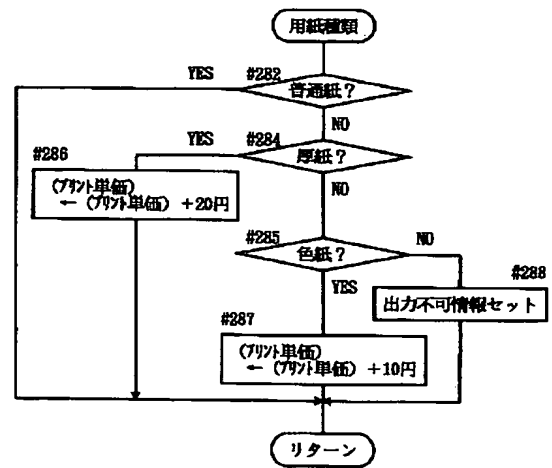 用紙種類
YES #282
普通紙?
NO
YES #284
厚紙?
NO
#286
(プリント単価)
← (プリント単価) +20円
#285
色紙?
NO
YES
#288
出力不可情報セット
#287
(プリント単価)
← (プリント単価) +10円
リターン